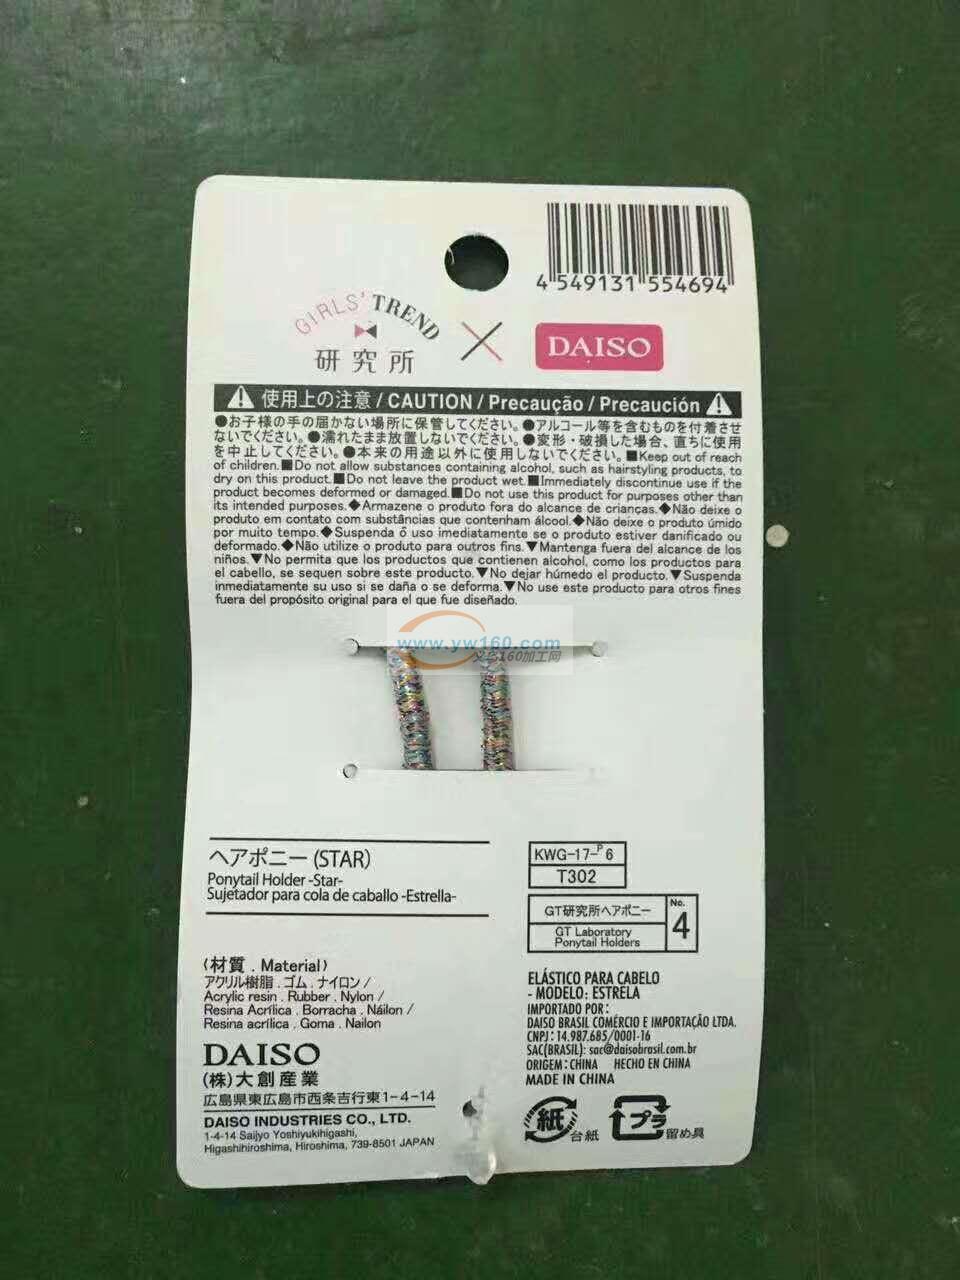 4 549131 554694
GIRLS' TREND
研究所
DAISO
使用上の注意 / CAUTION / Precaução / Precaución
●お子様の手の届かない場所に保管してください。●アルコール等を含むものを付着させ
ないでください。●濡れたまま放置しないでください。●変形・破損した場合、直ちに使用
を中止してください。●本来の用途以外に使用しないでください。■Keep out of reach
of children.■Do not allow substances containing alcohol, such as hairstyling products, to
dry on this product.■Do not leave the product wet.■Immediately discontinue use if the
product becomes deformed or damaged.■Do not use this product for purposes other than
its intended purposes.◆Armazene o produto fora do alcance de crianças.◆Não deixe o
produto em contato com substâncias que contenham álcool.◆Não deixe o produto úmido
por muito tempo.◆Suspenda o uso imediatamente se o produto estiver danificado ou
deformado.◆Não utilize o produto para outros fins.▼Mantenga fuera del alcance de los
niños.▼No permita que los productos que contienen alcohol, como los productos para
el cabello, se sequen sobre este producto.▼No dejar húmedo el producto.▼Suspenda
inmediatamente su uso si se daña o se deforma.▼No use este producto para otros fines
fuera del propósito original para el que fue diseñado.
www.yw160.com
义乌160加工网
ヘアポニー (STAR)
Ponytail Holder -Star-
Sujetador para cola de caballo -Estrella-
KWG-17-P6
T302
GT研究所ヘアポニー
GT Laboratory
Ponytail Holders
No.
4
(材質 . Material)
アクリル樹脂 . ゴム . ナイロン /
Acrylic resin . Rubber . Nylon /
Resina Acrílica . Borracha . Náilon /
Resina acrílica . Goma . Nailon
DAISO
(株)大創産業
広島県東広島市西条吉行東1-4-14
DAISO INDUSTRIES CO., LTD.
1-4-14 Saijyo Yoshiyukihigashi,
Higashihiroshima, Hiroshima, 739-8501 JAPAN
ELÁSTICO PARA CABELO
- MODELO: ESTRELA
IMPORTADO POR:
DAISO BRASIL COMÉRCIO E IMPORTAÇÃO LTDA.
CNPJ: 14.987.685/0001-16
SAC(BRASIL): sac@daisobrasil.com.br
ORIGEM: CHINA HECHO EN CHINA
MADE IN CHINA
紙
台紙
プラ
留め具